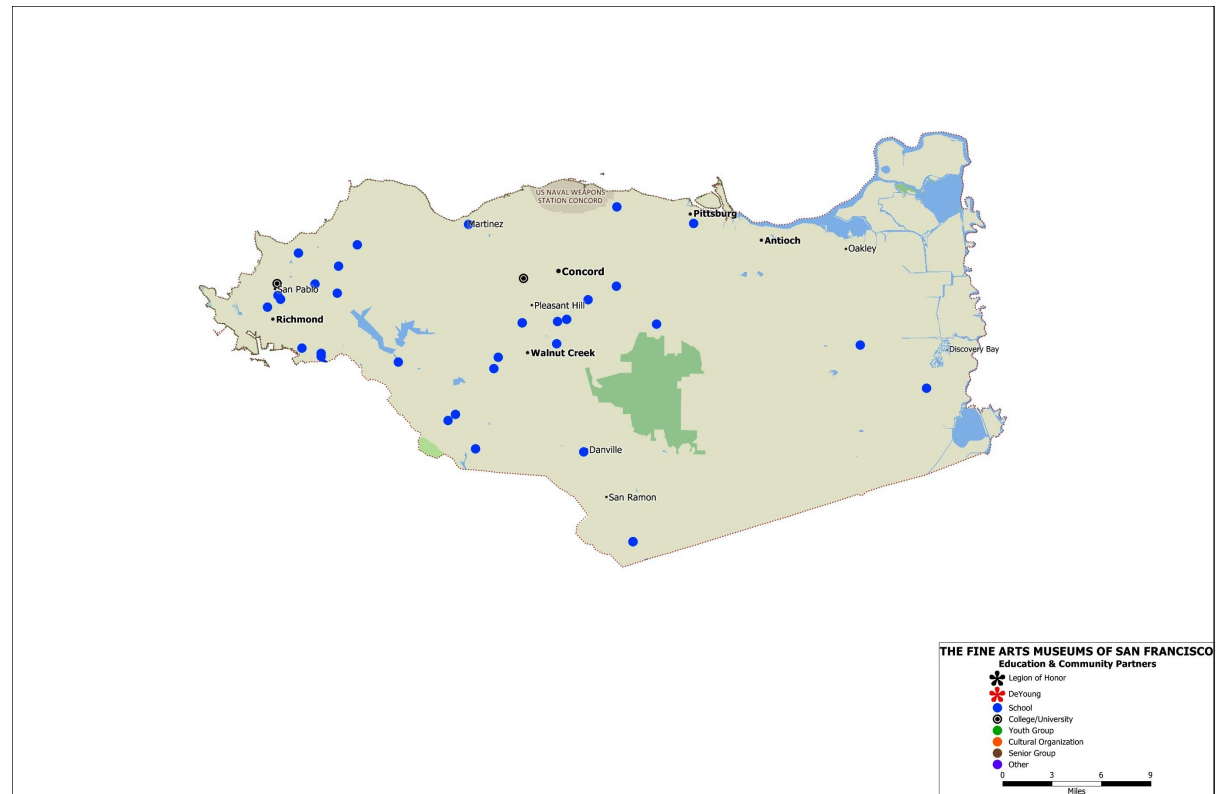 US NAVAL WEAPONS
STATION CONCORD
Pittsburg
Martinez
Antioch
Oakley
Concord
San Pablo
Pleasant Hill
Richmond
Discovery Bay
Walnut Creek
Danville
San Ramon
THE FINE ARTS MUSEUMS OF SAN FRANCISCO
Education & Community Partners
Legion of Honor
DeYoung
School
College/University
Youth Group
Cultural Organization
Senior Group
Other
0 3 6 9
Miles